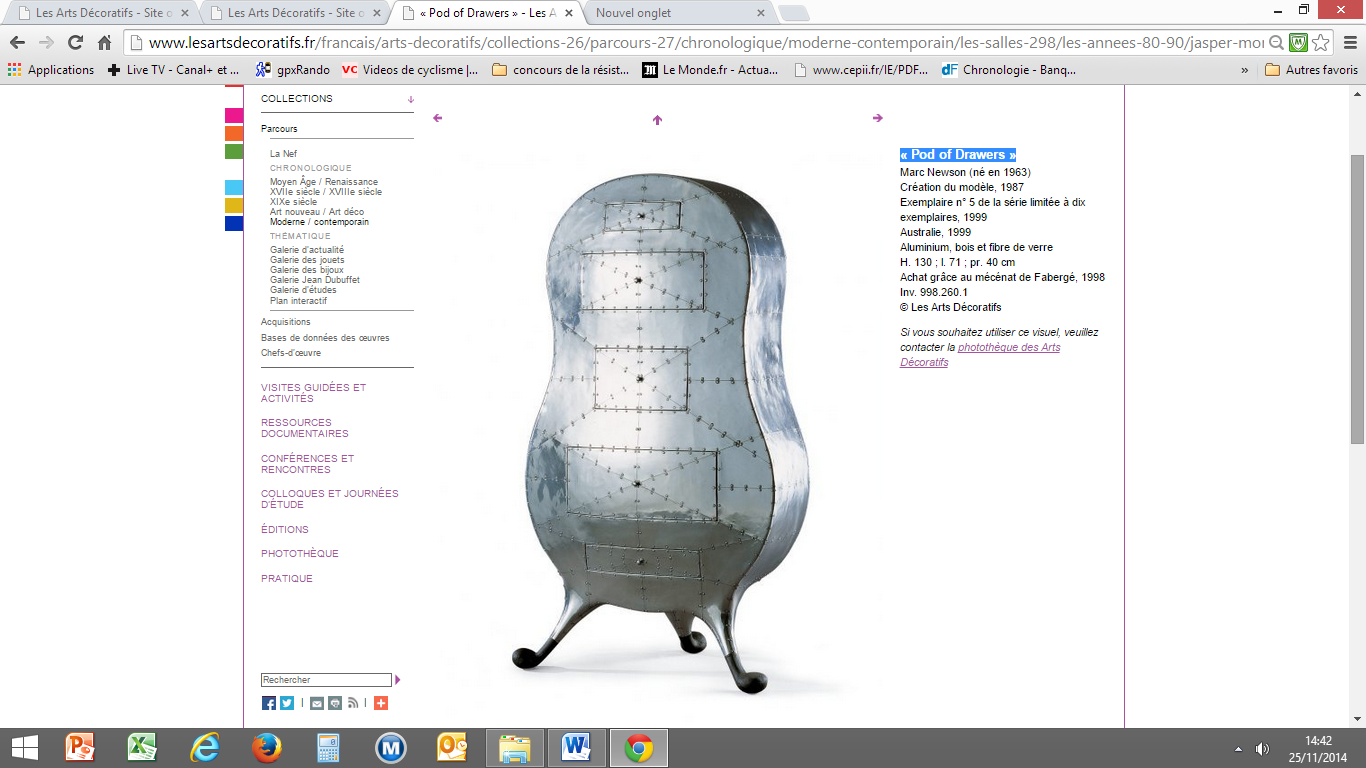 Les Arts Décoratifs - Site o
Les Arts Décoratifs - Site o
« Pod of Drawers » - Les A
Nouvel onglet
www.lesartsdecoratifs.fr/francais/arts-decoratifs/collections-26/parcours-27/chronologique/moderne-contemporain/les-salles-298/les-annees-80-90/jasper-mor
Applications
Live TV - Canal+ et ...
gpxRando
VC Videos de cyclisme |...
concours de la résist...
Le Monde.fr - Actua...
www.cepii.fr/IE/PDF...
dF Chronologie - Banq...
»
Autres favoris
COLLECTIONS
Parcours
La Nef
CHRONOLOGIQUE
Moyen Âge / Renaissance
XVIIe siècle / XVIIIe siècle
XIXe siècle
Art nouveau / Art déco
Moderne / contemporain
THÉMATIQUE
Galerie d'actualité
Galerie des jouets
Galerie des bijoux
Galerie Jean Dubuffet
Galerie d'études
Plan interactif
Acquisitions
Bases de données des œuvres
Chefs-d'œuvre
VISITES GUIDÉES ET
ACTIVITÉS
RESSOURCES
DOCUMENTAIRES
CONFÉRENCES ET
RENCONTRES
COLLOQUES ET JOURNÉES
D'ÉTUDE
ÉDITIONS
PHOTOTHÈQUE
PRATIQUE
Rechercher
« Pod of Drawers »
Marc Newson (né en 1963)
Création du modèle, 1987
Exemplaire n° 5 de la série limitée à dix
exemplaires, 1999
Australie, 1999
Aluminium, bois et fibre de verre
H. 130 ; l. 71 ; pr. 40 cm
Achat grâce au mécénat de Fabergé, 1998
Inv. 998.260.1
© Les Arts Décoratifs
Si vous souhaitez utiliser ce visuel, veuillez
contacter la photothèque des Arts
Décoratifs
14:42
25/11/2014